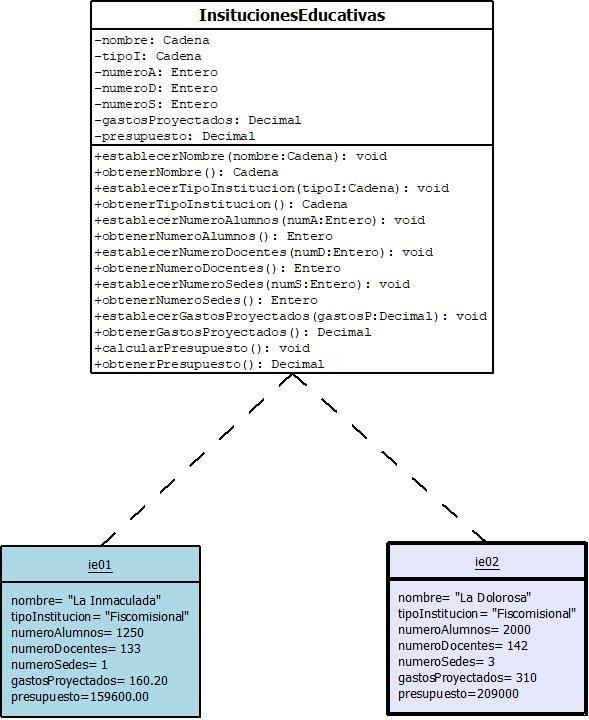 InsitucionesEducativas
-nombre: Cadena
-tipoI: Cadena
-numeroA: Entero
-numeroD: Entero
-numeroS: Entero
-gastosProyectados: Decimal
-presupuesto: Decimal
+establecerNombre(nombre:Cadena): void
+obtenerNombre(): Cadena
+establecerTipoInstitucion(tipoI:Cadena): void
+obtenerTipoInstitucion(): Cadena
+establecerNumeroAlumnos(numA:Entero): void
+obtenerNumeroAlumnos(): Entero
+establecerNumeroDocentes(numD:Entero): void
+obtenerNumeroDocentes(): Entero
+establecerNumeroSedes(numS:Entero): void
+obtenerNumeroSedes(): Entero
+establecerGastosProyectados(gastosP:Decimal): void
+obtenerGastosProyectados(): Decimal
+calcularPresupuesto(): void
+obtenerPresupuesto(): Decimal
ie01
nombre= "La Inmaculada"
tipoInstitucion= "Fiscomisional"
numeroAlumnos= 1250
numeroDocentes= 133
numeroSedes= 1
gastosProyectados= 160.20
presupuesto=159600.00
ie02
nombre= "La Dolorosa"
tipoInstitucion= "Fiscomisional"
numeroAlumnos= 2000
numeroDocentes= 142
numeroSedes= 3
gastosProyectados= 310
presupuesto=209000